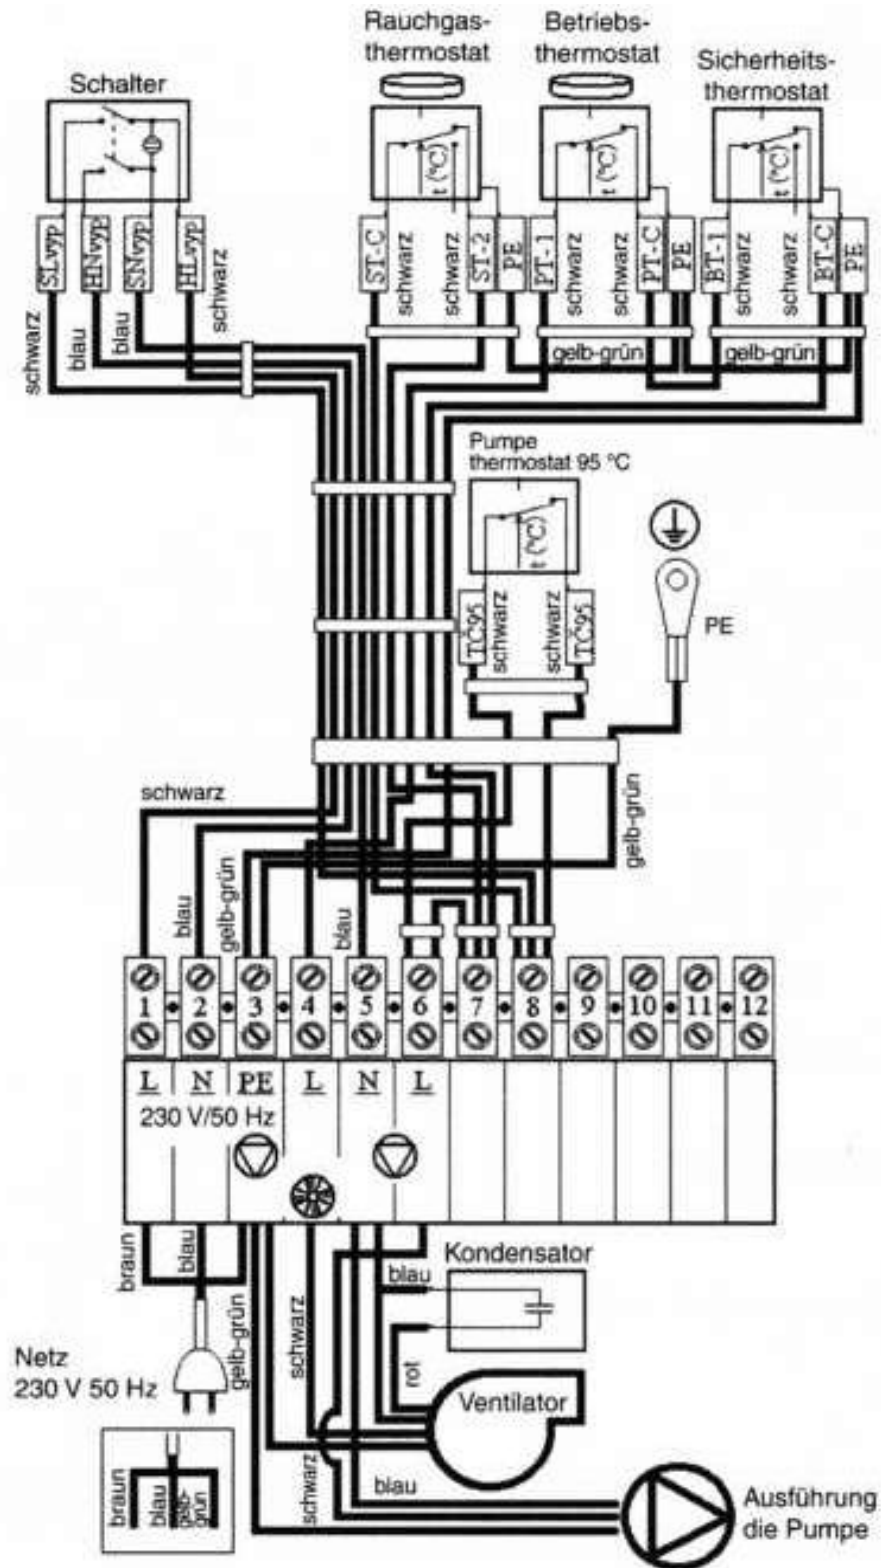 Rauchgas-
thermostat
Betriebs-
thermostat
Sicherheits-
thermostat
Schalter
t (°C)
t (°C)
t (°C)
SLvyp
HNvyp
SNvyp
HLvyp
schwarz
blau
blau
schwarz
ST-C
schwarz
schwarz
ST-2
PE
PT-1
schwarz
schwarz
PT-C
PE
BT-1
schwarz
schwarz
BT-C
PE
gelb-grün
gelb-grün
Pumpe
thermostat 95 °C
t (°C)
TČ95
schwarz
schwarz
TČ95
PE
schwarz
blau
gelb-grün
blau
gelb-grün
1 2 3 4 5 6 7 8 9 10 11 12
L N PE L N L
230 V/50 Hz
braun
blau
gelb-grün
schwarz
blau
Kondensator
rot
Netz
230 V 50 Hz
Ventilator
braun
blau
gelb-
grün
schwarz
blau
Ausführung
die Pumpe